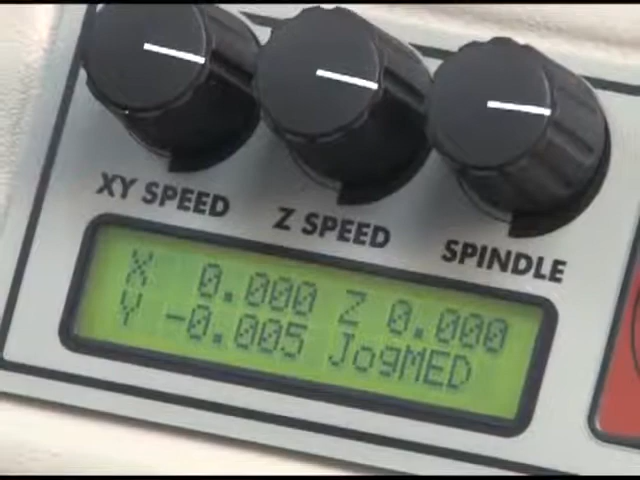 XY SPEED
Z SPEED
SPINDLE
X 0.000 Z 0.000
Y -0.005 JogMED